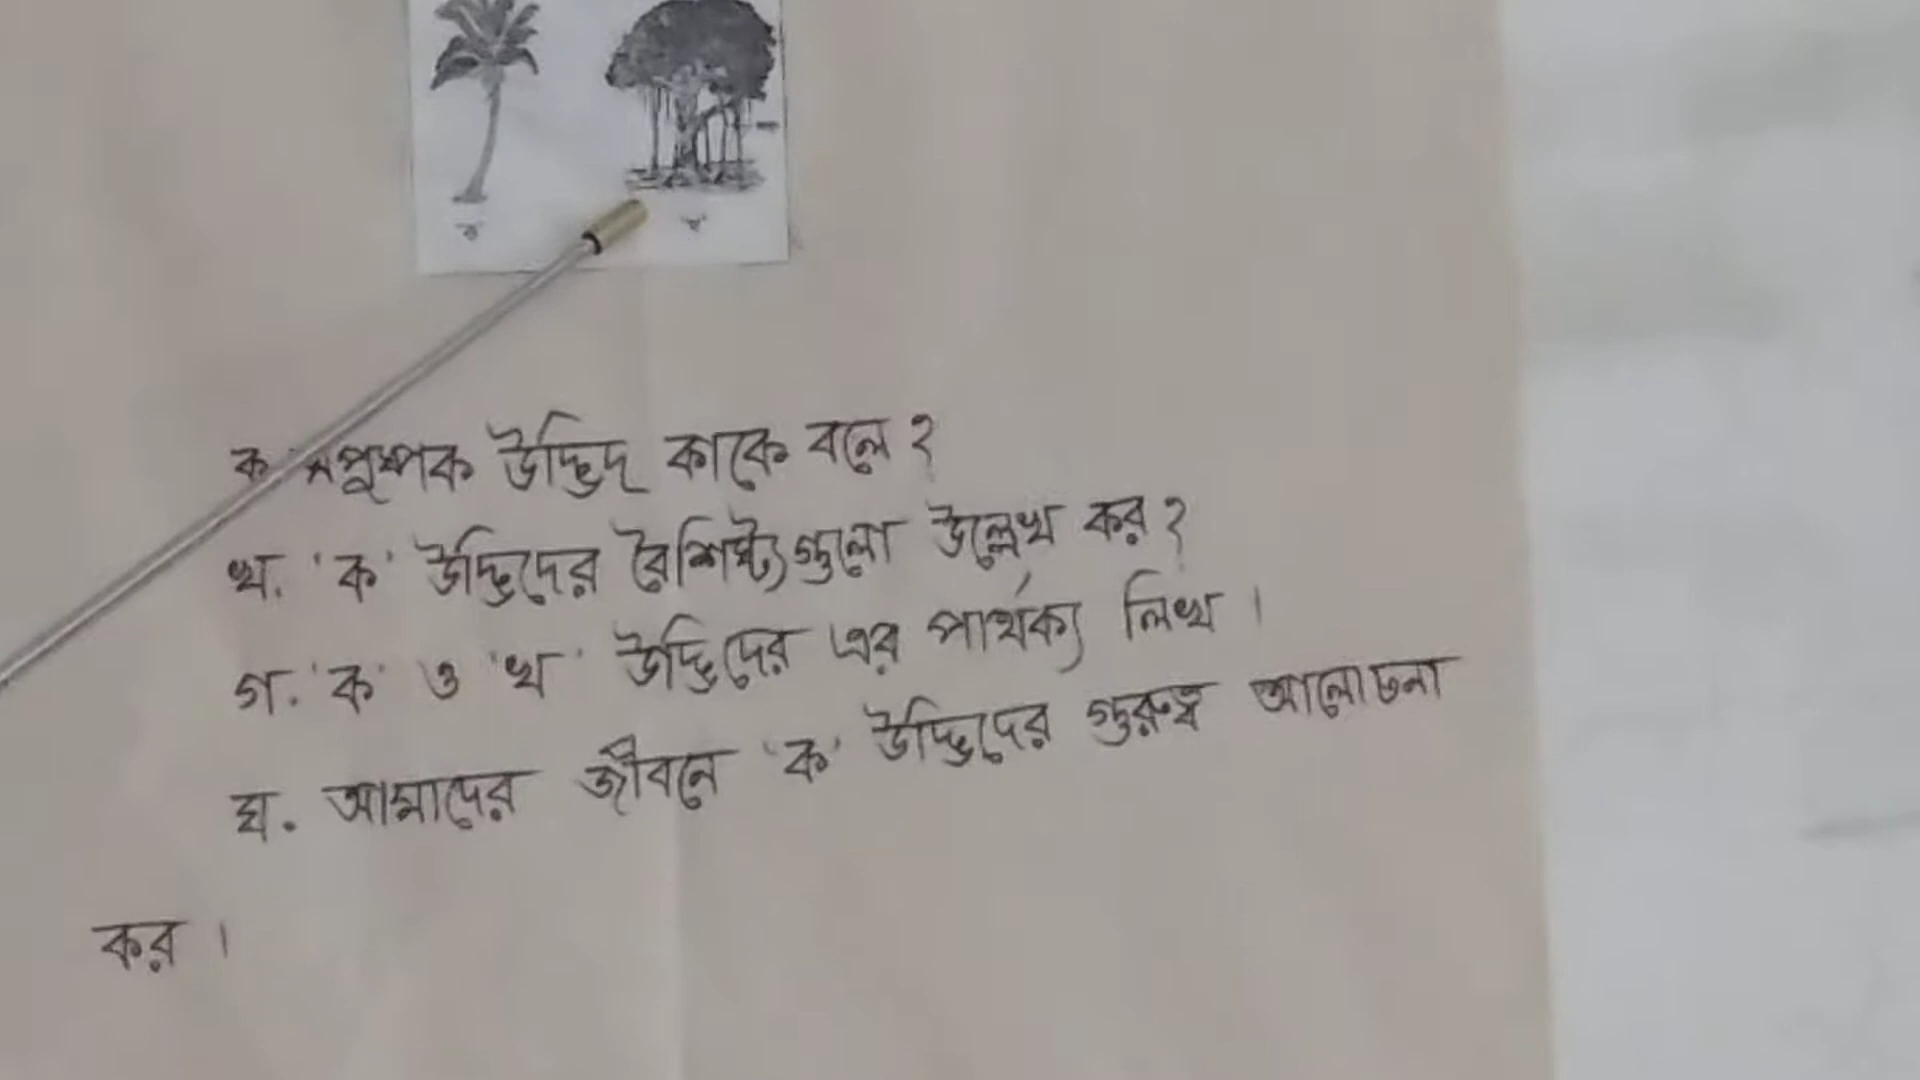 ক খ
ক. সপুষ্পক উদ্ভিদ কাকে বলে?
খ. 'ক' উদ্ভিদের বৈশিষ্ট্যগুলো উল্লেখ কর?
গ. 'ক' ও 'খ' উদ্ভিদের এর পার্থক্য লিখ।
ঘ. আমাদের জীবনে 'ক' উদ্ভিদের গুরুত্ব আলোচনা
কর।